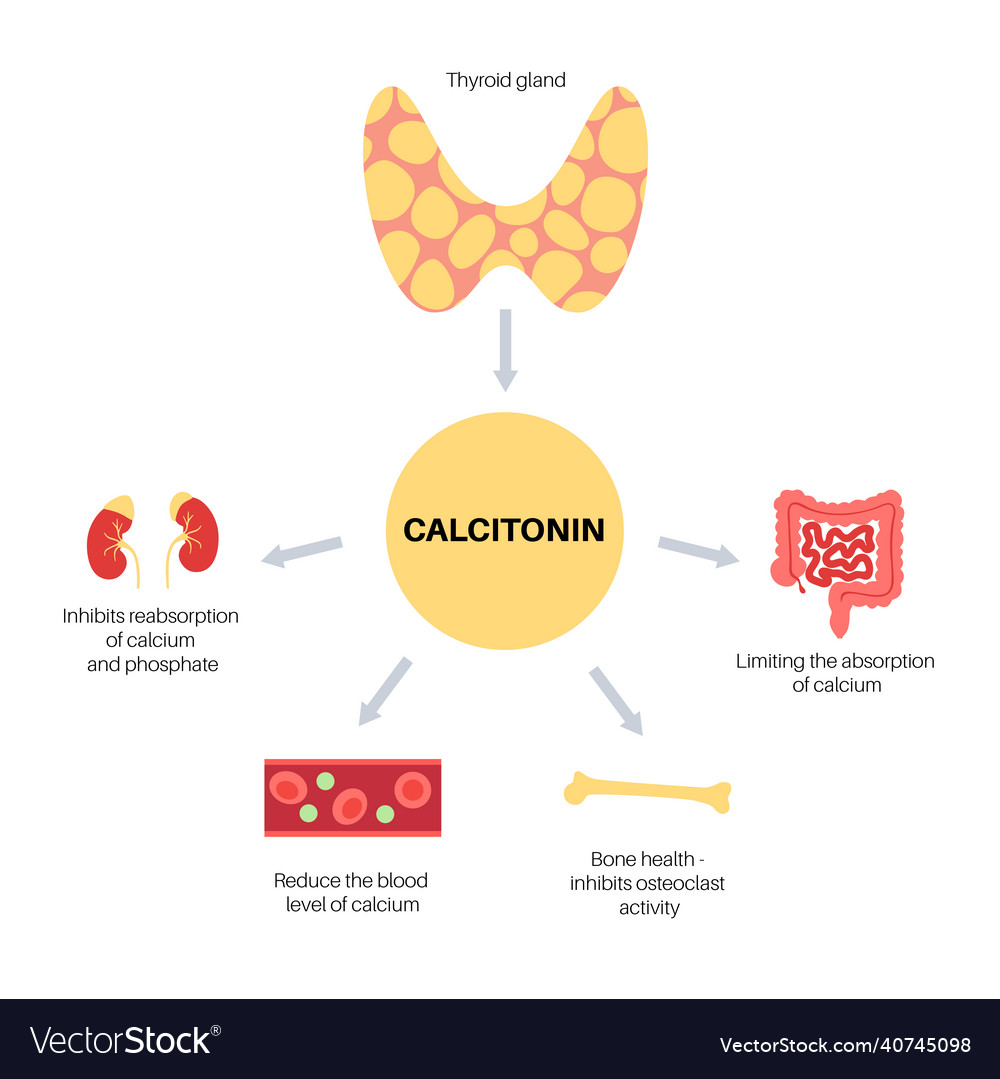 Thyroid gland
CALCITONIN
Inhibits reabsorption
of calcium
and phosphate
Limiting the absorption
of calcium
Reduce the blood
level of calcium
Bone health -
inhibits osteoclast
activity
VectorStock®
VectorStock.com/40745098